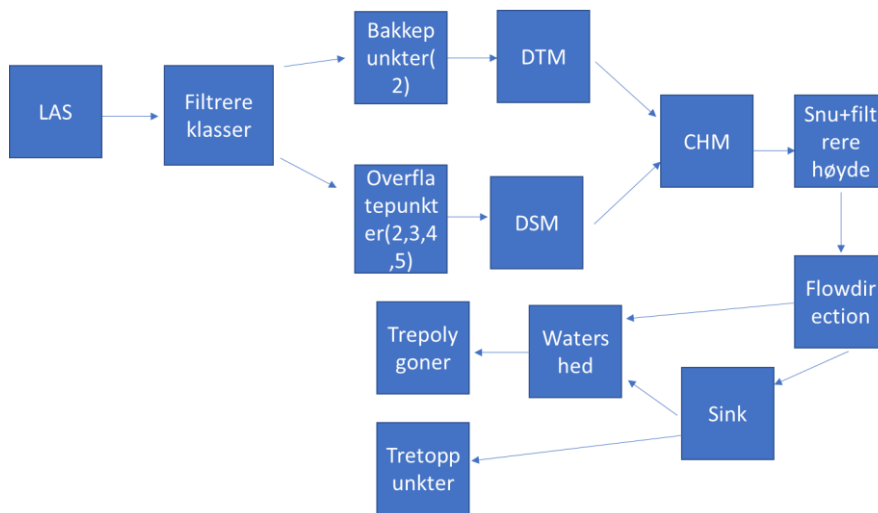 LAS
Filtrere
klasser
Bakkep
unkter(
2)
DTM
Overfla
tepunkt
er(2,3,4
,5)
DSM
CHM
Snu+filt
rere
høyde
Flowdir
ection
Waters
hed
Trepoly
goner
Sink
Tretopp
unkter